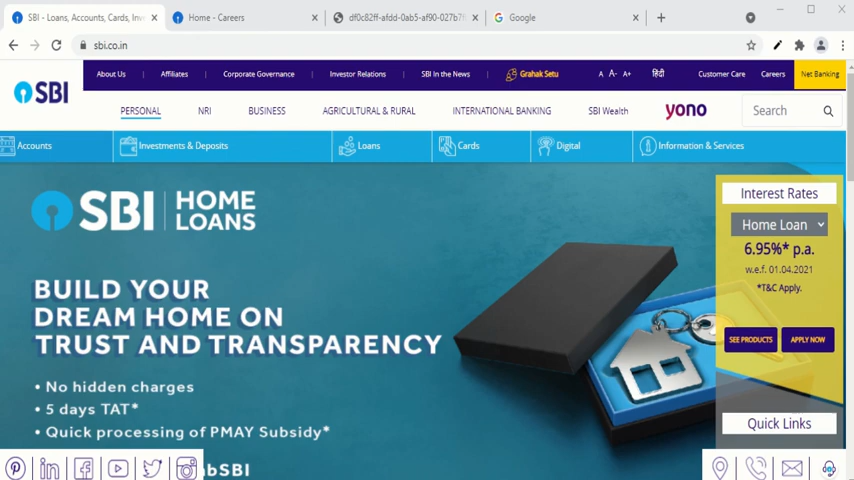 SBI - Loans, Accounts, Cards, Inve
Home - Careers
df0c82ff-afdd-0ab5-af90-027b7f
Google
sbi.co.in
About Us
Affiliates
Corporate Governance
Investor Relations
SBI in the News
Grahak Setu
A A- A+
हिंदी
Customer Care
Careers
Net Banking
SBI
PERSONAL
NRI
BUSINESS
AGRICULTURAL & RURAL
INTERNATIONAL BANKING
SBI Wealth
yono
Search
Accounts
Investments & Deposits
Loans
Cards
Digital
Information & Services
SBI HOME
LOANS
BUILD YOUR
DREAM HOME ON
TRUST AND TRANSPARENCY
• No hidden charges
• 5 days TAT*
• Quick processing of PMAY Subsidy*
abSBI
Interest Rates
Home Loan
6.95%* p.a.
w.e.f. 01.04.2021
*T&C Apply.
SEE PRODUCTS
APPLY NOW
Quick Links